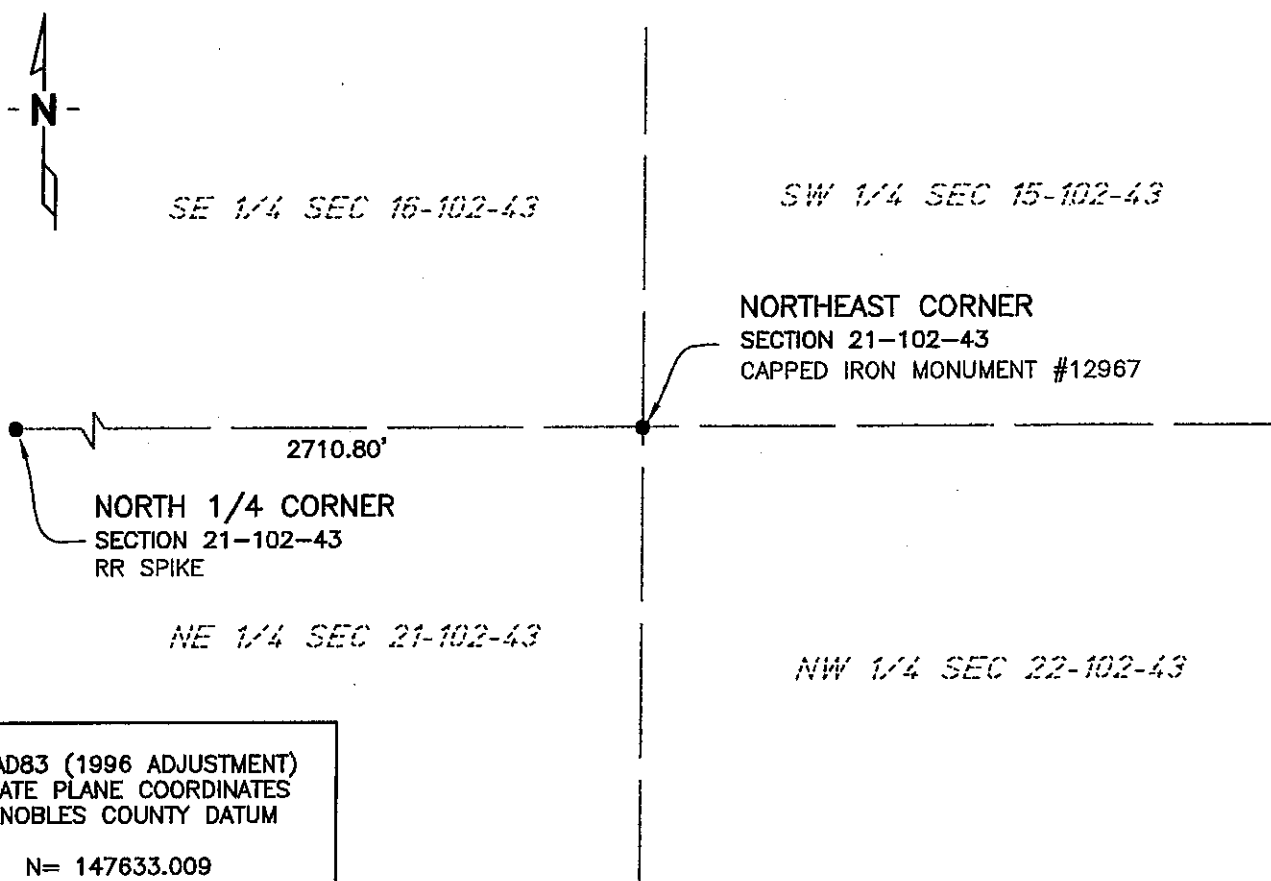 - N -
SE 1/4 SEC 16-102-43
SW 1/4 SEC 15-102-43
NORTHEAST CORNER
SECTION 21-102-43
CAPPED IRON MONUMENT #12967
2710.80'
NORTH 1/4 CORNER
SECTION 21-102-43
RR SPIKE
NE 1/4 SEC 21-102-43
NW 1/4 SEC 22-102-43
AD83 (1996 ADJUSTMENT)
ATE PLANE COORDINATES
NOBLES COUNTY DATUM
N= 147633.009